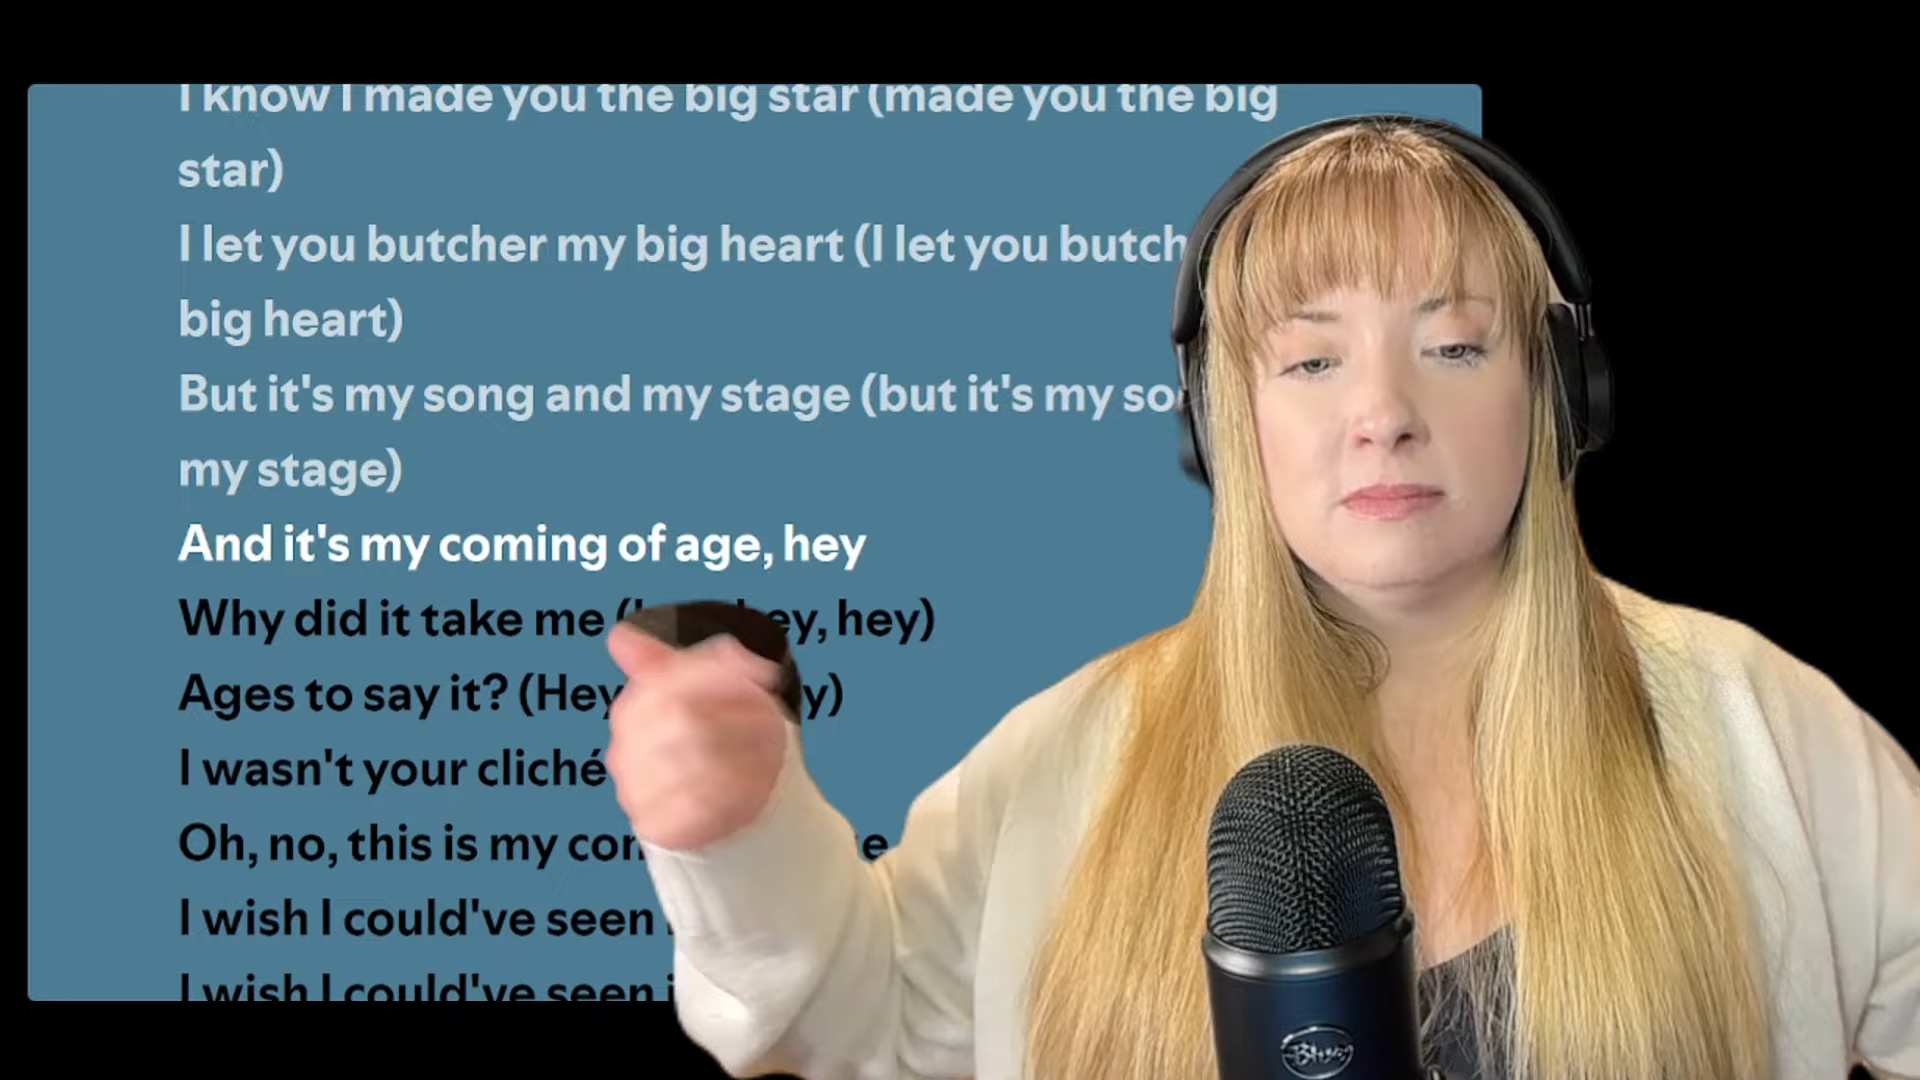 I know I made you the big star (made you the big
star)
I let you butcher my big heart (I let you butch
big heart)
But it's my song and my stage (but it's my so
my stage)
And it's my coming of age, hey
Why did it take me ( ey, hey)
Ages to say it? (Hey y)
I wasn't your cliché
Oh, no, this is my con e
I wish I could've seen
I wish I could've seen i
Blue